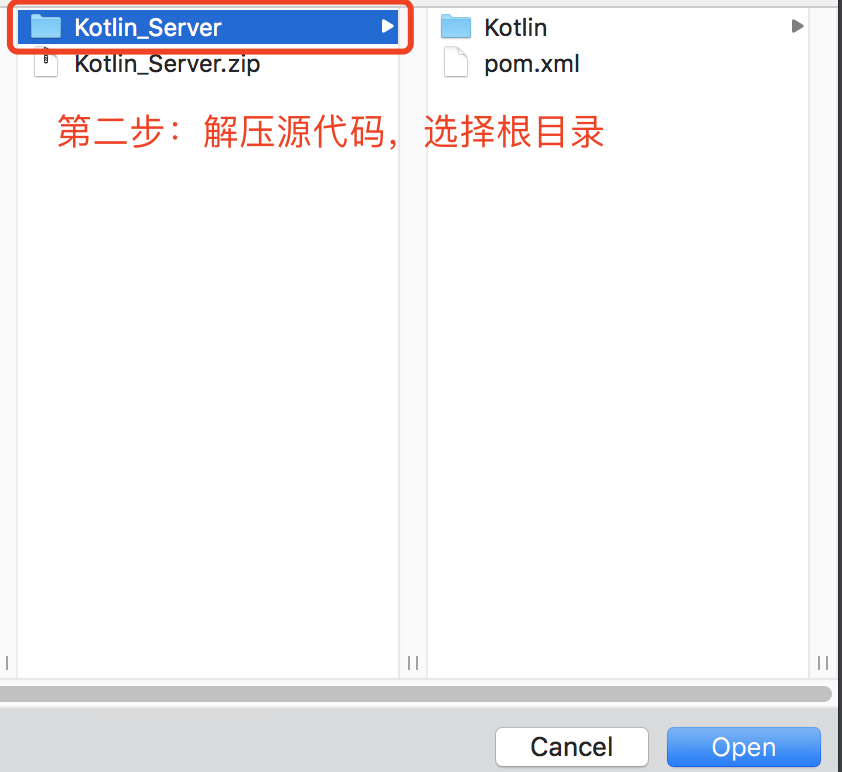 Kotlin_Server
Kotlin_Server.zip
Kotlin
pom.xml
第二步：解压源代码，选择根目录
Cancel
Open